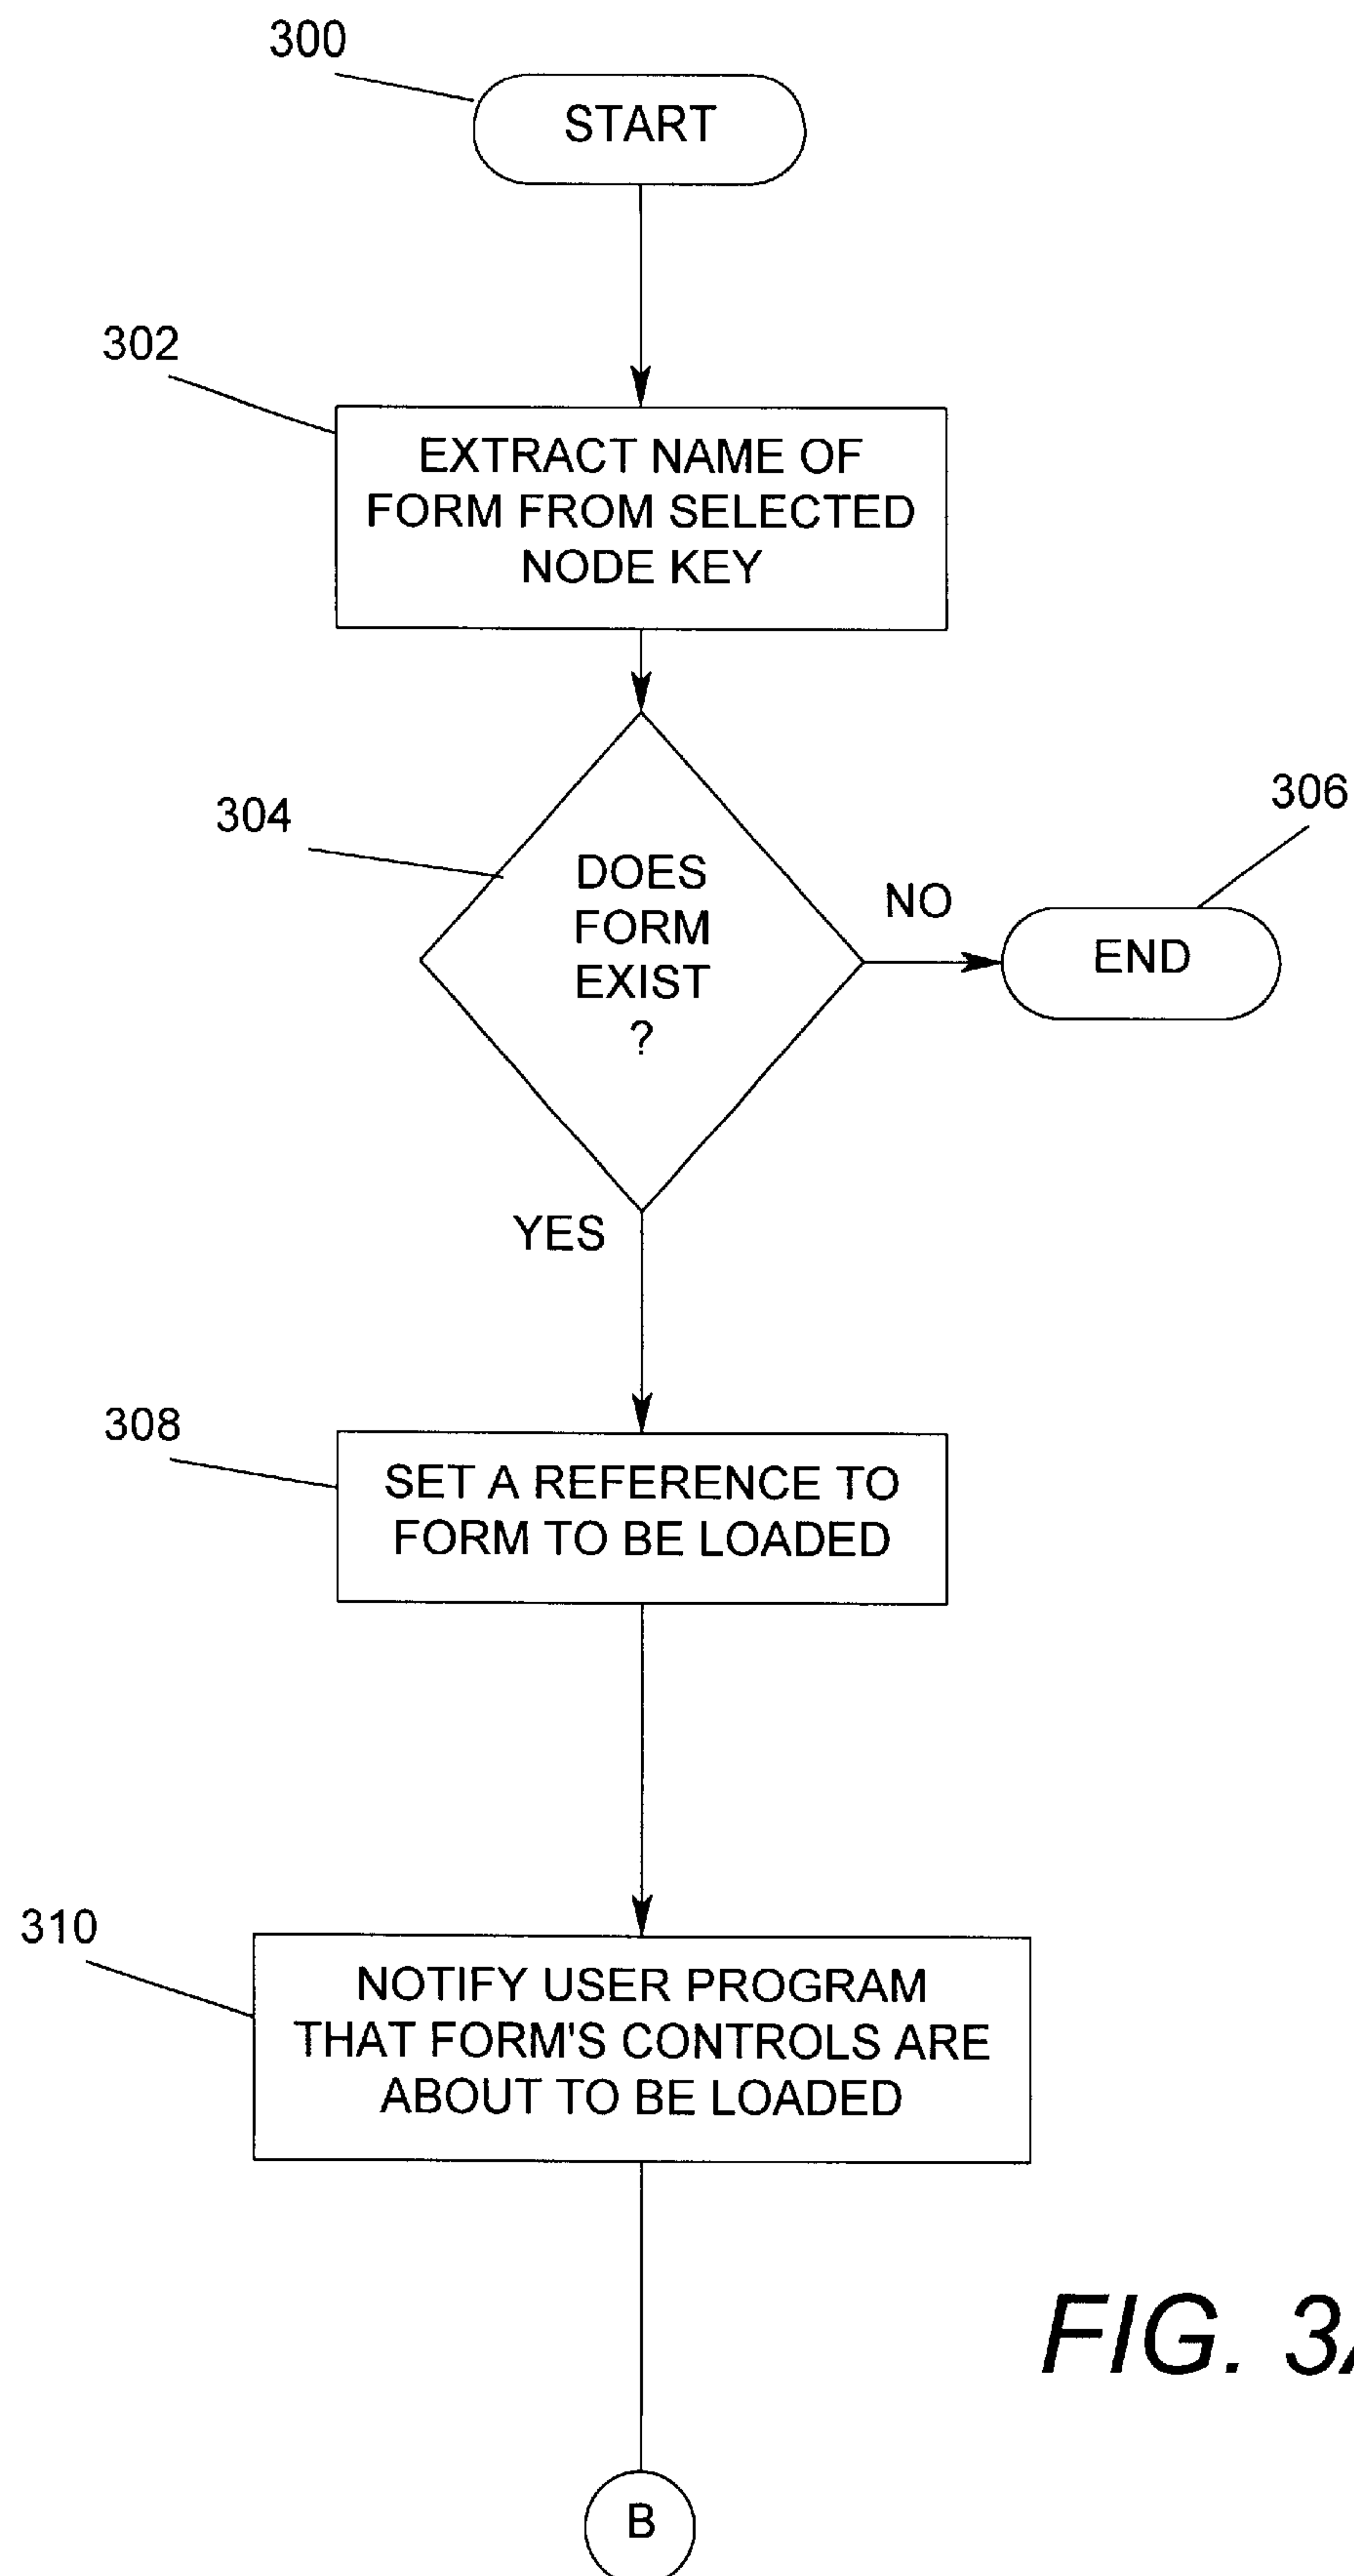 300
START
302
EXTRACT NAME OF
FORM FROM SELECTED
NODE KEY
304
DOES
FORM
EXIST
?
NO
306
END
YES
308
SET A REFERENCE TO
FORM TO BE LOADED
310
NOTIFY USER PROGRAM
THAT FORM'S CONTROLS ARE
ABOUT TO BE LOADED
FIG. 3A
B